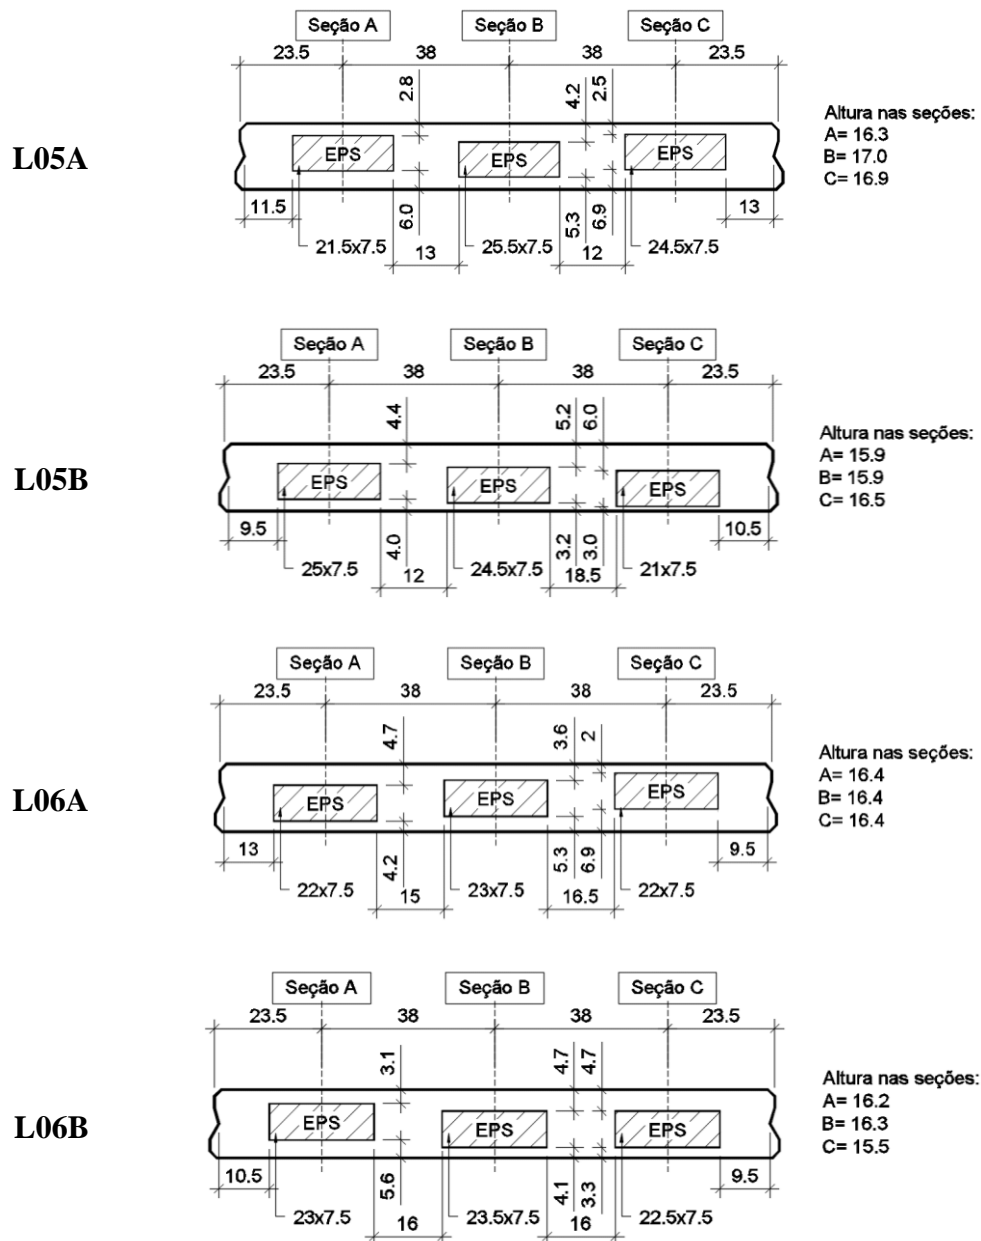 Seção A Seção B Seção C
23.5 38 38 23.5
2.8 4.2 2.5
L05A
EPS EPS EPS
Altura nas seções:
A= 16.3
B= 17.0
C= 16.9
11.5 6.0 5.3 6.9 13
21.5x7.5 13 25.5x7.5 12 24.5x7.5
Seção A Seção B Seção C
23.5 38 38 23.5
4.4 5.2 6.0
L05B
EPS EPS EPS
Altura nas seções:
A= 15.9
B= 15.9
C= 16.5
9.5 4.0 3.2 3.0 10.5
25x7.5 12 24.5x7.5 18.5 21x7.5
Seção A Seção B Seção C
23.5 38 38 23.5
4.7 3.6 2
L06A
EPS EPS EPS
Altura nas seções:
A= 16.4
B= 16.4
C= 16.4
13 4.2 5.3 6.9 9.5
22x7.5 15 23x7.5 16.5 22x7.5
Seção A Seção B Seção C
23.5 38 38 23.5
3.1 4.7 4.7
L06B
EPS EPS EPS
Altura nas seções:
A= 16.2
B= 16.3
C= 15.5
10.5 5.6 4.1 3.3 9.5
23x7.5 16 23.5x7.5 16 22.5x7.5